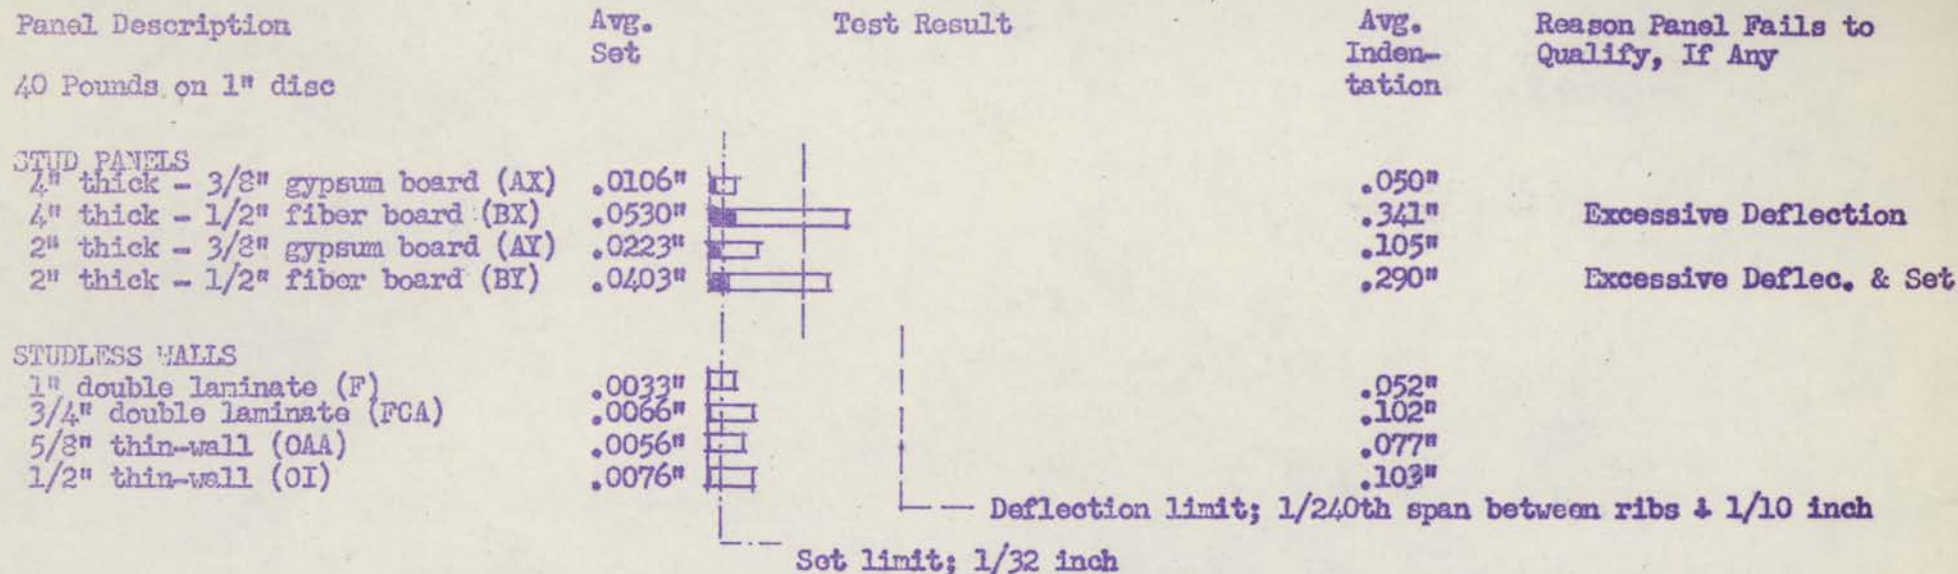 Panel Description Avg. Test Result Avg. Reason Panel Fails to
Set Inden- Qualify, If Any
40 Pounds on 1" disc tation
STUD PANELS
4" thick - 3/8" gypsum board (AX) .0106" .050"
4" thick - 1/2" fiber board (BX) .0530" .341" Excessive Deflection
2" thick - 3/8" gypsum board (AY) .0223" .105"
2" thick - 1/2" fiber board (BY) .0403" .290" Excessive Deflec. & Set
STUDLESS WALLS
1" double laminate (F) .0033" .052"
3/4" double laminate (FCA) .0066" .102"
5/8" thin-wall (OAA) .0056" .077"
1/2" thin-wall (OI) .0076" .103"
Deflection limit; 1/240th span between ribs & 1/10 inch
Set limit; 1/32 inch